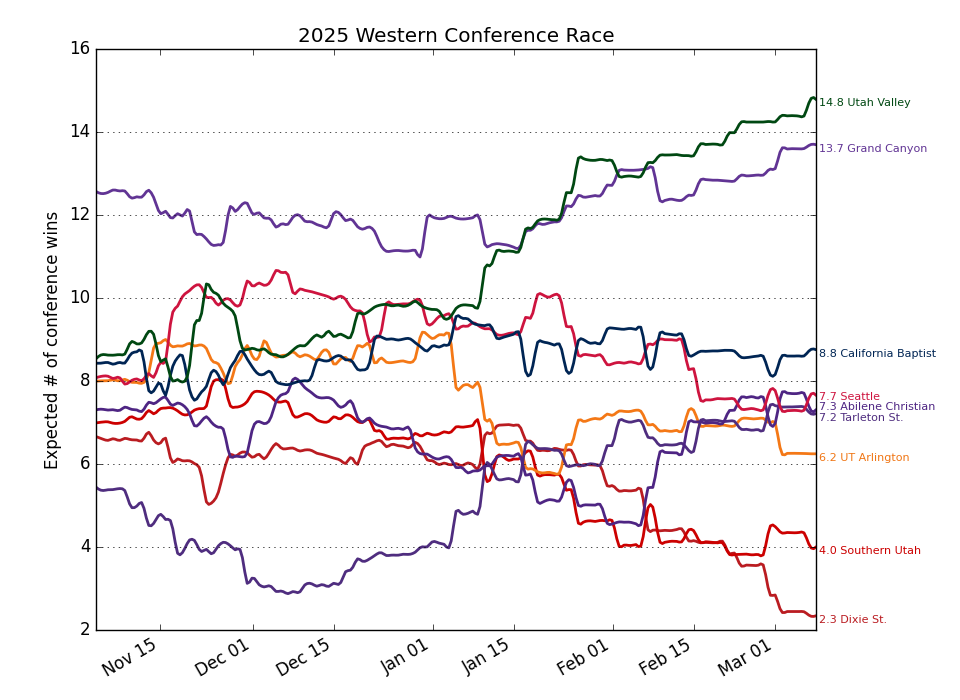 2025 Western Conference Race
Expected # of conference wins
16
14
12
10
8
6
4
2
14.8 Utah Valley
13.7 Grand Canyon
8.8 California Baptist
7.7 Seattle
7.3 Abilene Christian
7.2 Tarleton St.
6.2 UT Arlington
4.0 Southern Utah
2.3 Dixie St.
Nov 15
Dec 01
Dec 15
Jan 01
Jan 15
Feb 01
Feb 15
Mar 01